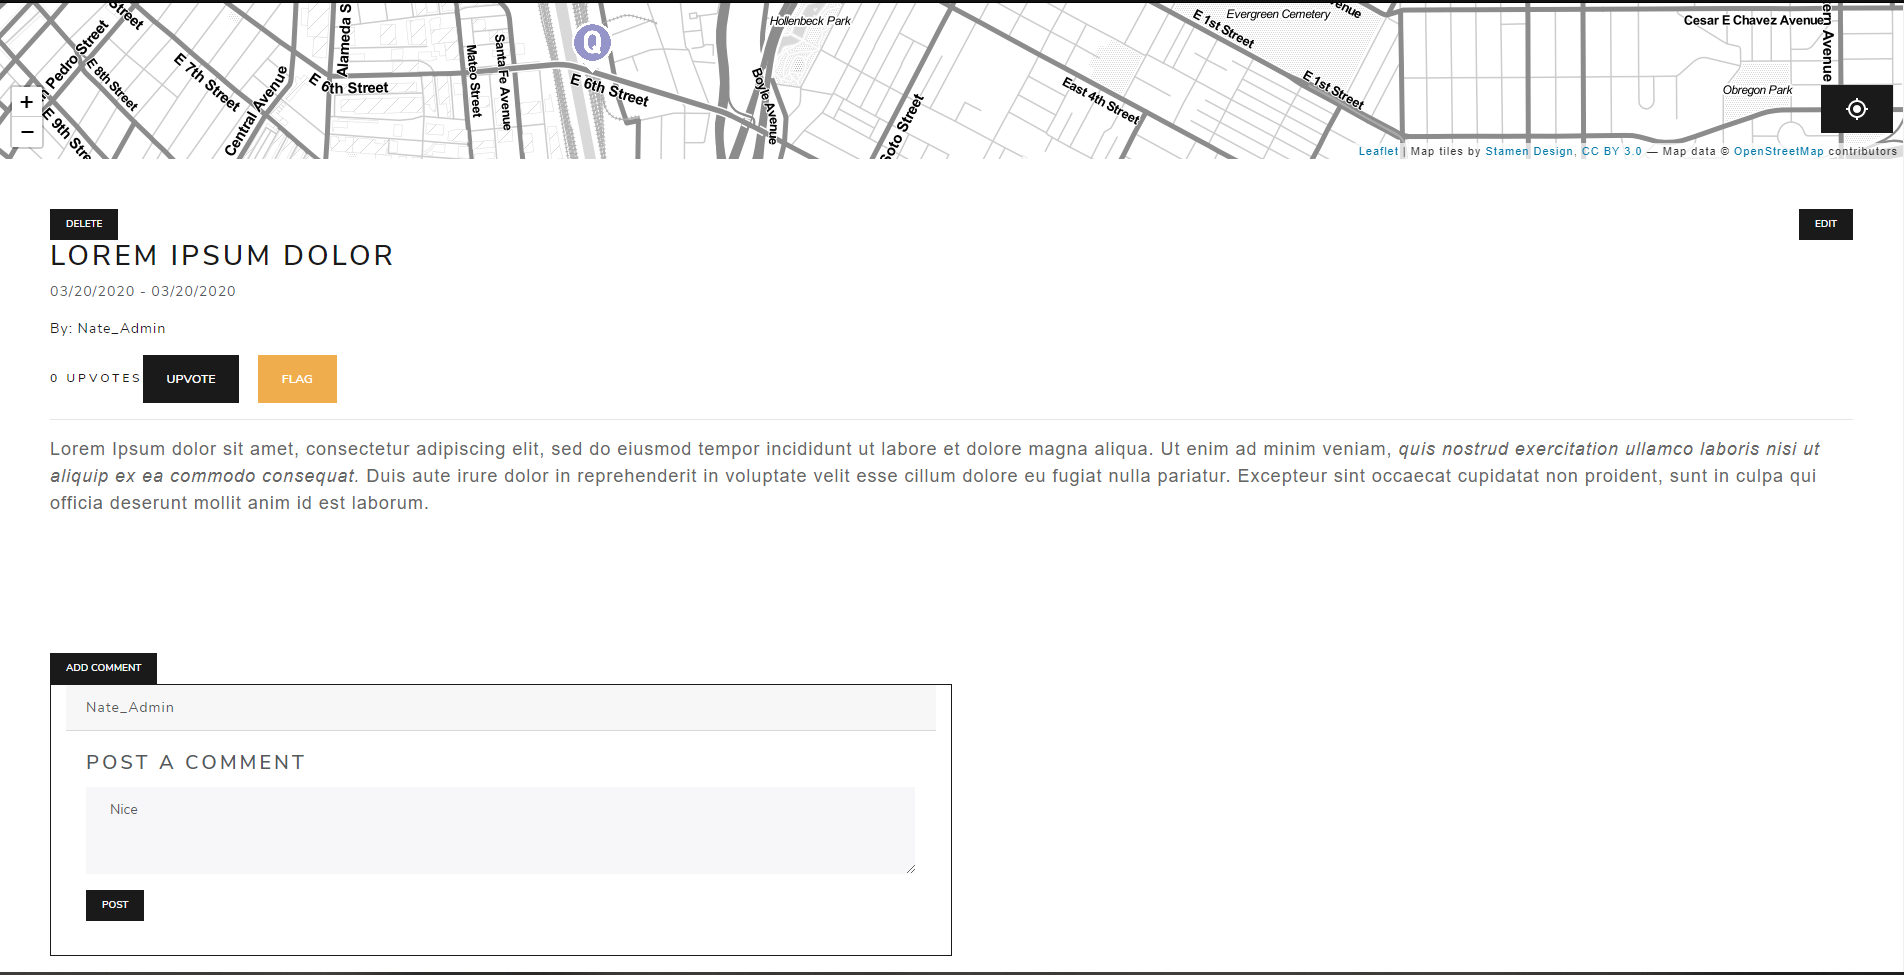 Street
Pedro Street
E 8th Street
E 9th Stre
E 7th Street
Central Avenue
E 6th Street
Alameda S
Mateo Street
Santa Fe Avenue
Q
E 6th Street
Hollenbeck Park
Boyle Avenue
Soto Street
East 4th Street
E 1st Street
Evergreen Cemetery
E 1st Street
Cesar E Chavez Avenue
Avenue
Obregon Park
+
−
Leaflet | Map tiles by Stamen Design, CC BY 3.0 — Map data © OpenStreetMap contributors
DELETE
EDIT
LOREM IPSUM DOLOR
03/20/2020 - 03/20/2020
By: Nate_Admin
0 UPVOTES UPVOTE FLAG
Lorem Ipsum dolor sit amet, consectetur adipiscing elit, sed do eiusmod tempor incididunt ut labore et dolore magna aliqua. Ut enim ad minim veniam, quis nostrud exercitation ullamco laboris nisi ut
aliquip ex ea commodo consequat. Duis aute irure dolor in reprehenderit in voluptate velit esse cillum dolore eu fugiat nulla pariatur. Excepteur sint occaecat cupidatat non proident, sunt in culpa qui
officia deserunt mollit anim id est laborum.
ADD COMMENT
Nate_Admin
POST A COMMENT
Nice
POST